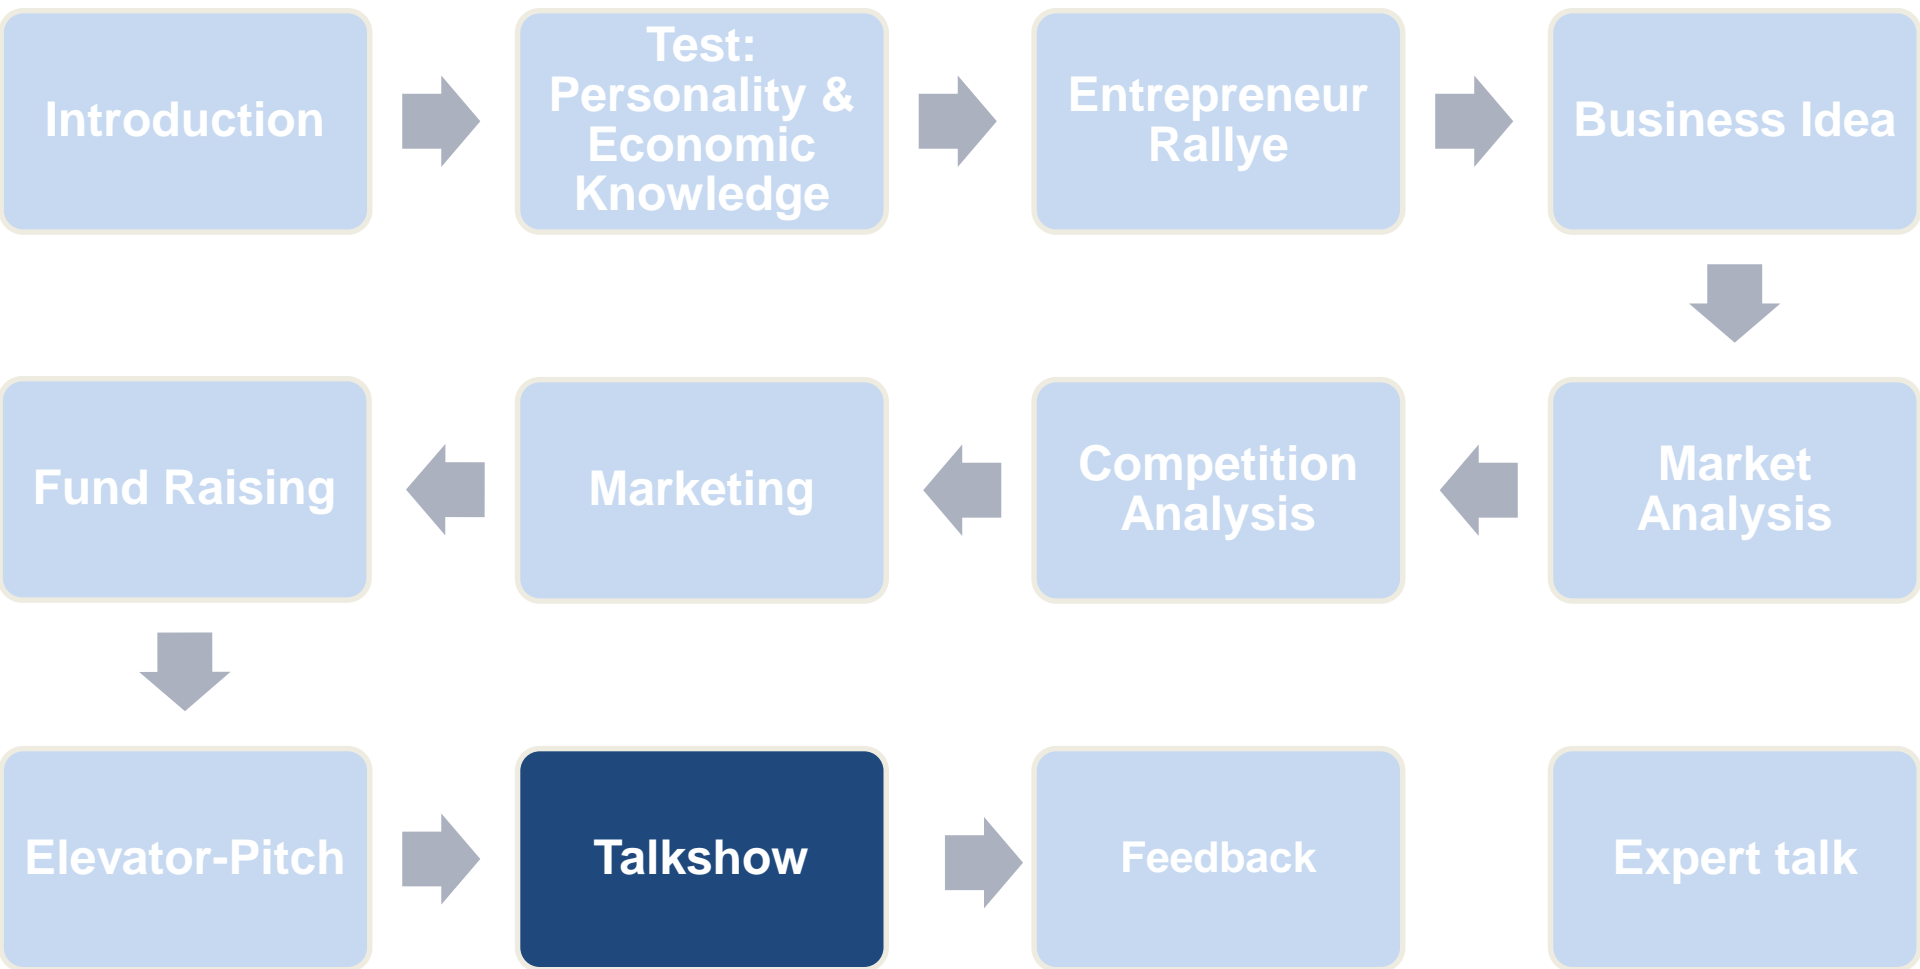 Introduction
Test:
Personality &
Economic
Knowledge
Entrepreneur
Rallye
Business Idea
Market
Analysis
Competition
Analysis
Marketing
Fund Raising
Elevator-Pitch
Talkshow
Feedback
Expert talk